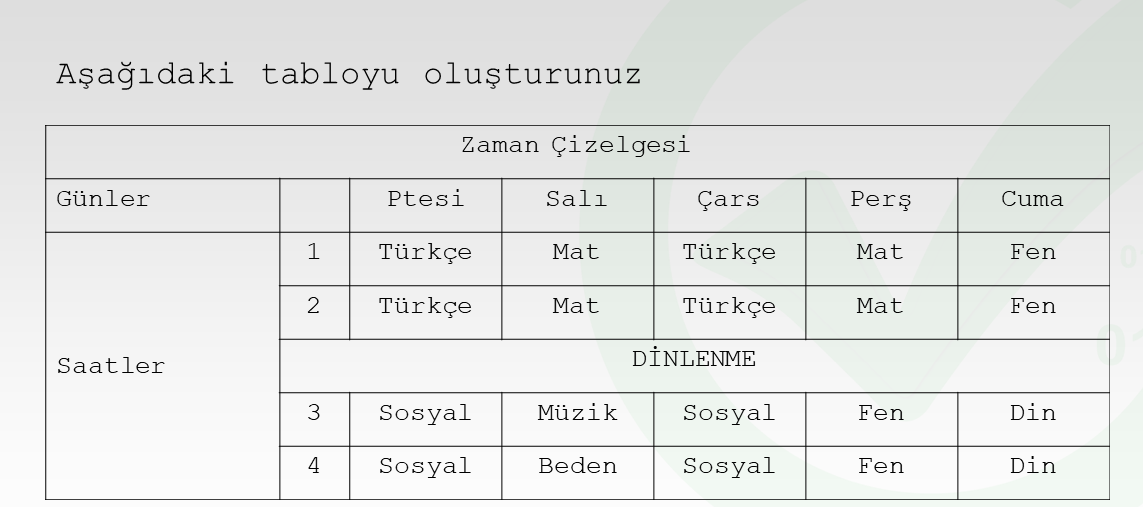 Aşağıdaki tabloyu oluşturunuz
Zaman Çizelgesi
Günler Ptesi Salı Çarş Perş Cuma
1 Türkçe Mat Türkçe Mat Fen
2 Türkçe Mat Türkçe Mat Fen
Saatler DİNLENME
3 Sosyal Müzik Sosyal Fen Din
4 Sosyal Beden Sosyal Fen Din